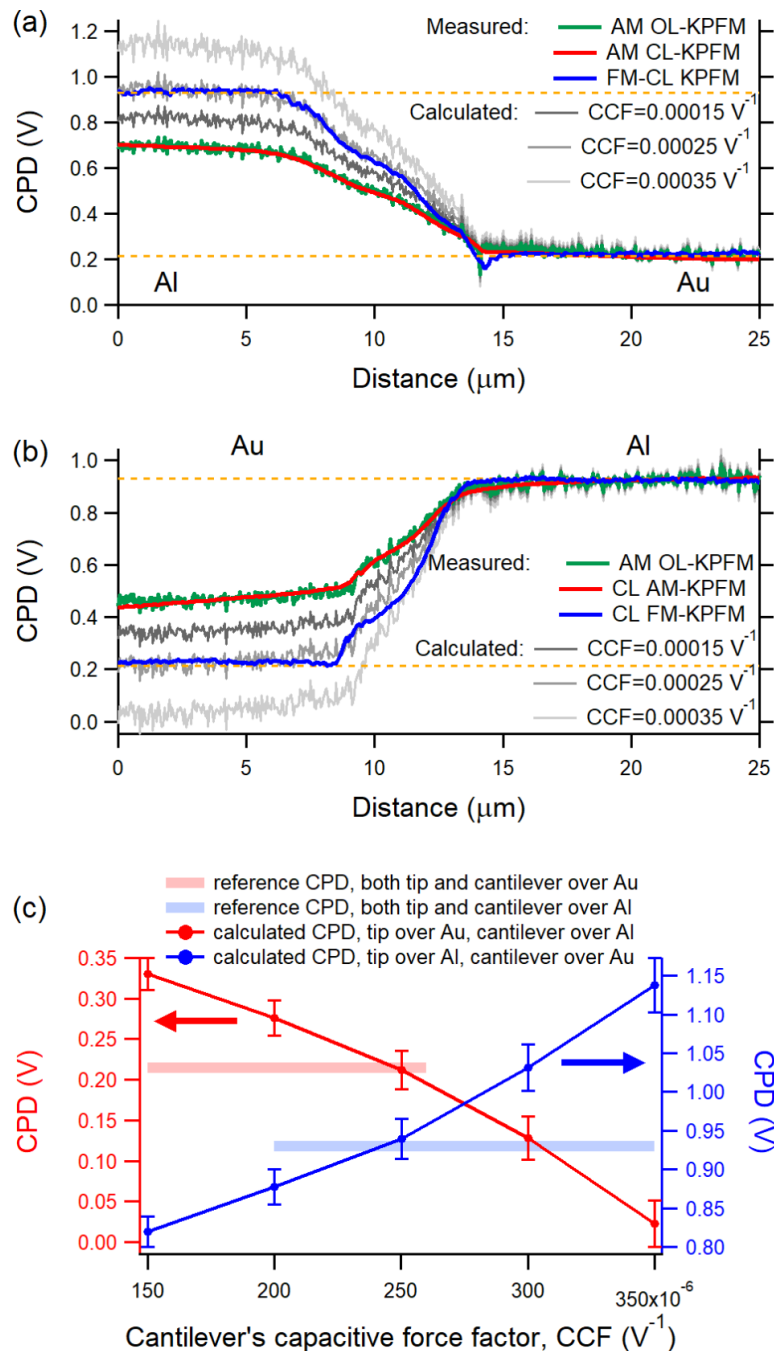 (a)
Measured: AM OL-KPFM
AM CL-KPFM
FM-CL KPFM
Calculated: CCF=0.00015 V⁻¹
CCF=0.00025 V⁻¹
CCF=0.00035 V⁻¹
CPD (V)
1.2
1.0
0.8
0.6
0.4
0.2
0.0
Al
Au
0 5 10 15 20 25
Distance (μm)
(b)
Au Al
CPD (V)
1.0
0.8
0.6
0.4
0.2
0.0
Measured: AM OL-KPFM
CL AM-KPFM
CL FM-KPFM
Calculated: CCF=0.00015 V⁻¹
CCF=0.00025 V⁻¹
CCF=0.00035 V⁻¹
0 5 10 15 20 25
Distance (μm)
(c)
reference CPD, both tip and cantilever over Au
reference CPD, both tip and cantilever over Al
calculated CPD, tip over Au, cantilever over Al
calculated CPD, tip over Al, cantilever over Au
CPD (V)
0.35
0.30
0.25
0.20
0.15
0.10
0.05
0.00
1.15
1.10
1.05
1.00
0.95
0.90
0.85
0.80
CPD (V)
150 200 250 300 350x10⁻⁶
Cantilever's capacitive force factor, CCF (V⁻¹)